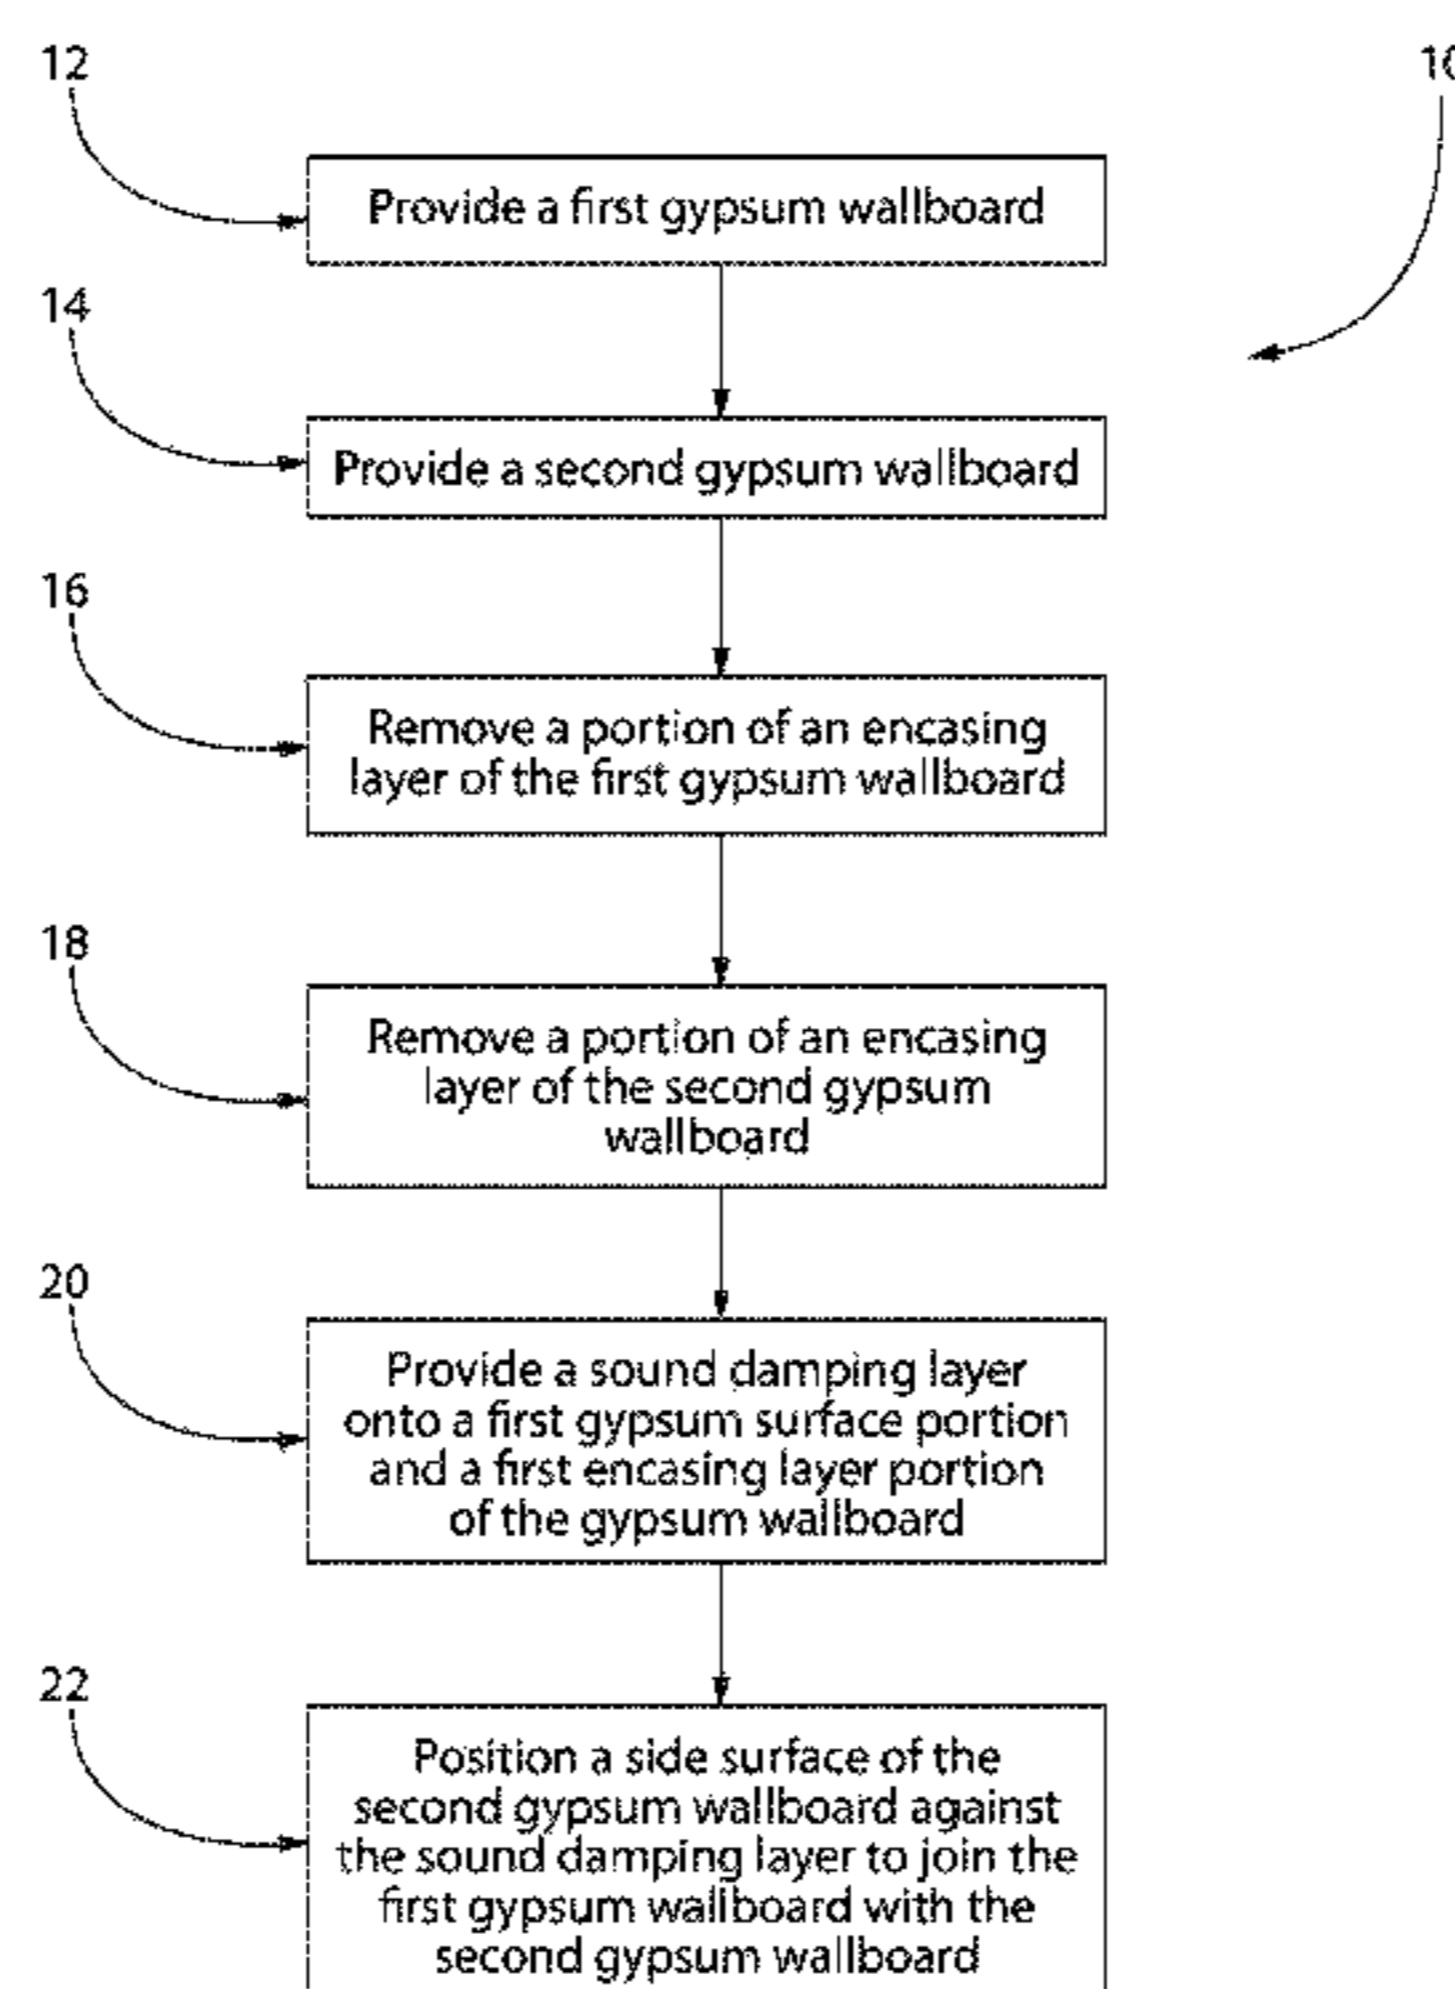 12
10
Provide a first gypsum wallboard
14
Provide a second gypsum wallboard
16
Remove a portion of an encasing
layer of the first gypsum wallboard
18
Remove a portion of an encasing
layer of the second gypsum
wallboard
20
Provide a sound damping layer
onto a first gypsum surface portion
and a first encasing layer portion
of the gypsum wallboard
22
Position a side surface of the
second gypsum wallboard against
the sound damping layer to join the
first gypsum wallboard with the
second gypsum wallboard